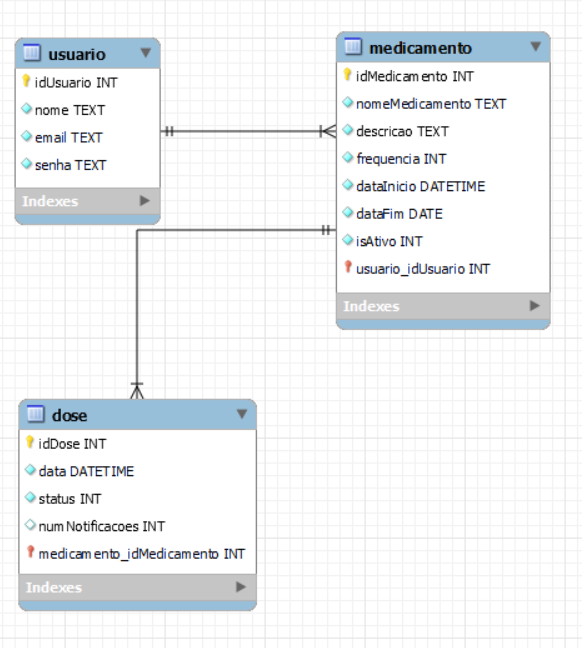 usuario
idUsuario INT
nome TEXT
email TEXT
senha TEXT
Indexes
medicamento
idMedicamento INT
nomeMedicamento TEXT
descricao TEXT
frequencia INT
dataInicio DATETIME
dataFim DATE
isAtivo INT
usuario_idUsuario INT
Indexes
dose
idDose INT
data DATETIME
status INT
numNotificacoes INT
medicamento_idMedicamento INT
Indexes